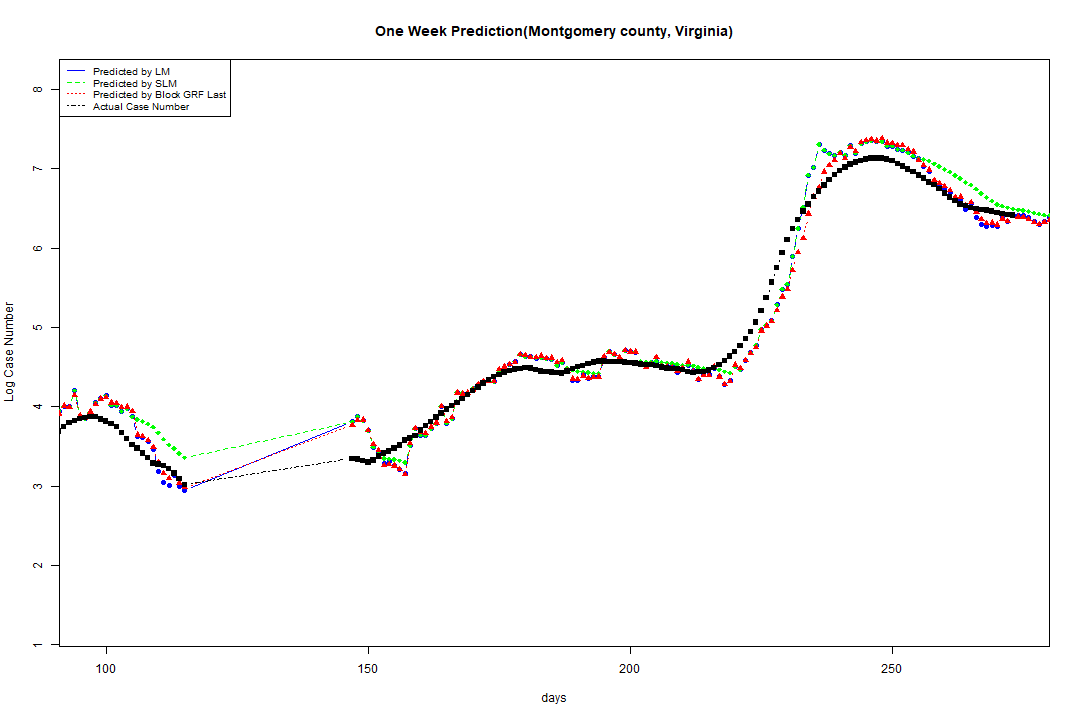 One Week Prediction(Montgomery county, Virginia)
Predicted by LM
Predicted by SLM
Predicted by Block GRF Last
Actual Case Number
Log Case Number
8
7
6
5
4
3
2
1
100 150 200 250
days